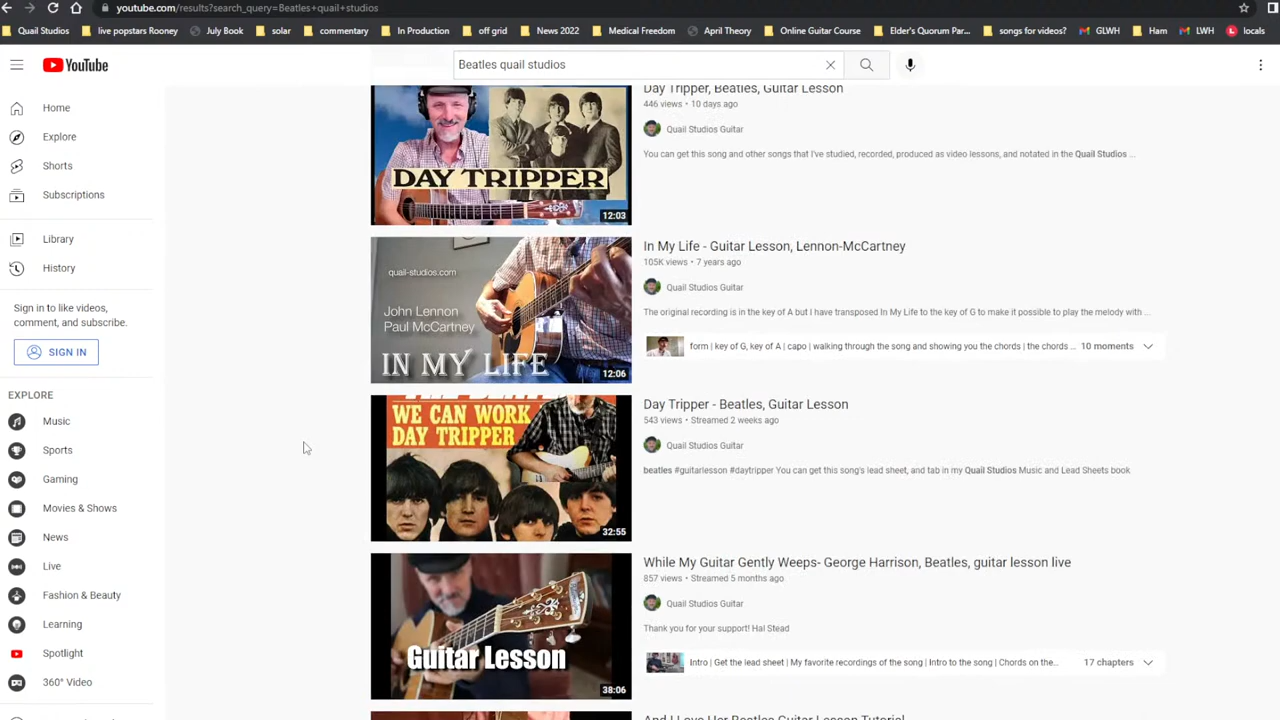 youtube.com/results?search_query=Beatles+quail+studios
Quail Studios live popstars Rooney July Book solar commentary In Production off grid News 2022 Medical Freedom April Theory Online Guitar Course Elder's Quorum Par... songs for videos? GLWH Ham LWH locals
YouTube
Beatles quail studios
Home
Explore
Shorts
Subscriptions
Library
History
Sign in to like videos,
comment, and subscribe.
SIGN IN
EXPLORE
Music
Sports
Gaming
Movies & Shows
News
Live
Fashion & Beauty
Learning
Spotlight
360° Video
DAY TRIPPER
12:03
Day Tripper, Beatles, Guitar Lesson
446 views • 10 days ago
Quail Studios Guitar
You can get this song and other songs that I've studied, recorded, produced as video lessons, and notated in the Quail Studios ...
quail-studios.com
John Lennon
Paul McCartney
IN MY LIFE
12:06
In My Life - Guitar Lesson, Lennon-McCartney
105K views • 7 years ago
Quail Studios Guitar
The original recording is in the key of A but I have transposed In My Life to the key of G to make it possible to play the melody with ...
form | key of G, key of A | capo | walking through the song and showing you the chords | the chords ... 10 moments
WE CAN WORK
DAY TRIPPER
32:55
Day Tripper - Beatles, Guitar Lesson
543 views • Streamed 2 weeks ago
Quail Studios Guitar
beatles #guitarlesson #daytripper You can get this song's lead sheet, and tab in my Quail Studios Music and Lead Sheets book
Guitar Lesson
38:06
While My Guitar Gently Weeps- George Harrison, Beatles, guitar lesson live
857 views • Streamed 5 months ago
Quail Studios Guitar
Thank you for your support! Hal Stead
Intro | Get the lead sheet | My favorite recordings of the song | Intro to the song | Chords on the... 17 chapters
And I Love Her Beatles Guitar Lesson Tutorial